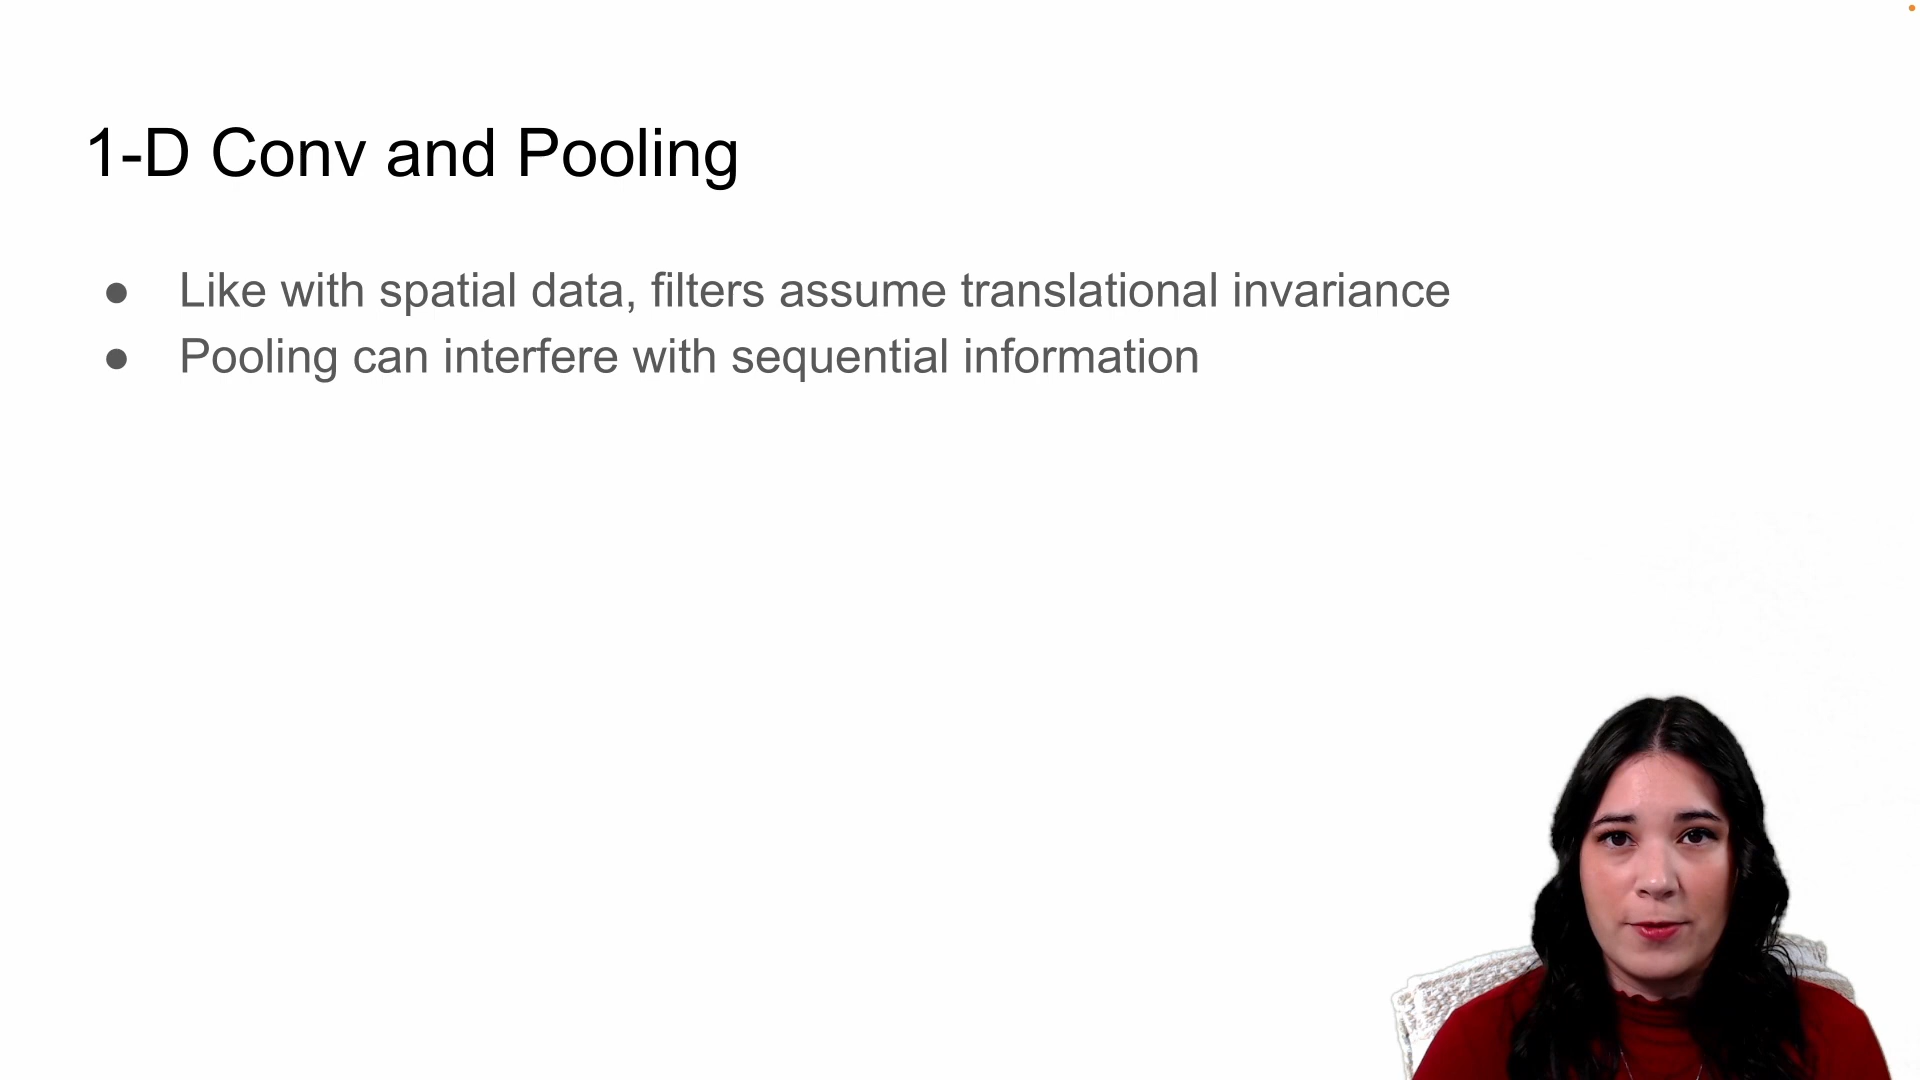 1-D Conv and Pooling
● Like with spatial data, filters assume translational invariance
● Pooling can interfere with sequential information